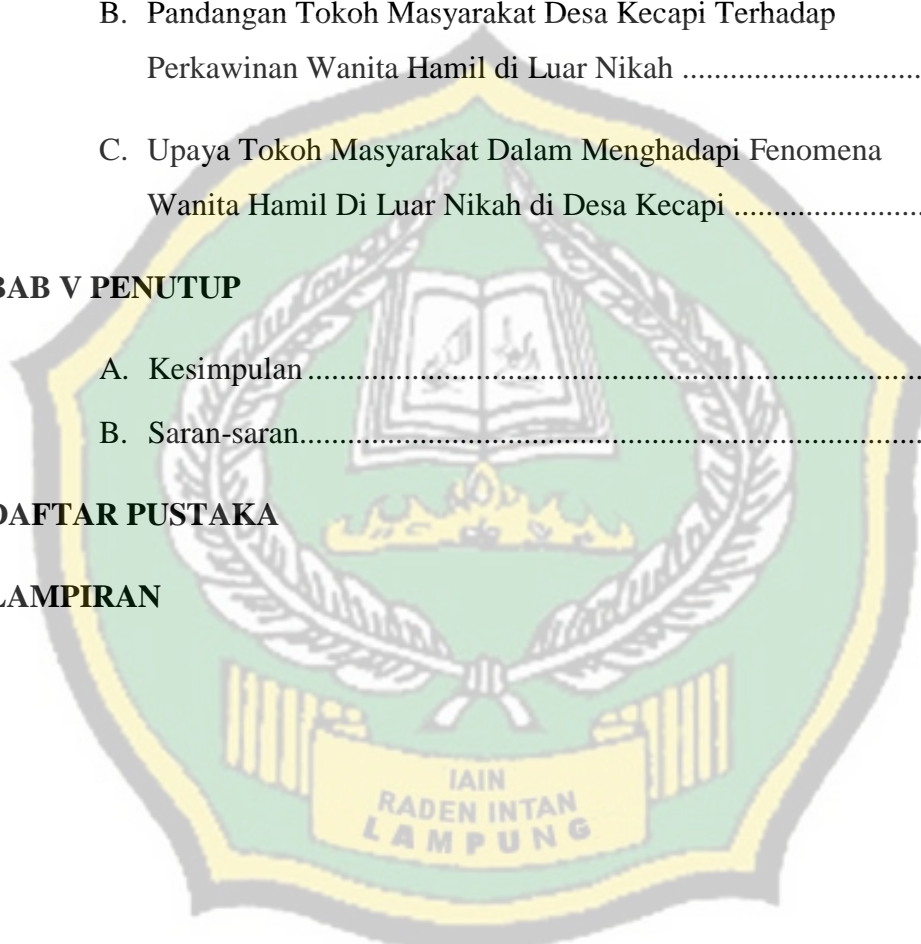 B. Pandangan Tokoh Masyarakat Desa Kecapi Terhadap
Perkawinan Wanita Hamil di Luar Nikah ..............................
C. Upaya Tokoh Masyarakat Dalam Menghadapi Fenomena
Wanita Hamil Di Luar Nikah di Desa Kecapi .......................
BAB V PENUTUP
A. Kesimpulan .............................................................................
B. Saran-saran..............................................................................
DAFTAR PUSTAKA
LAMPIRAN
IAIN
RADEN INTAN
LAMPUNG